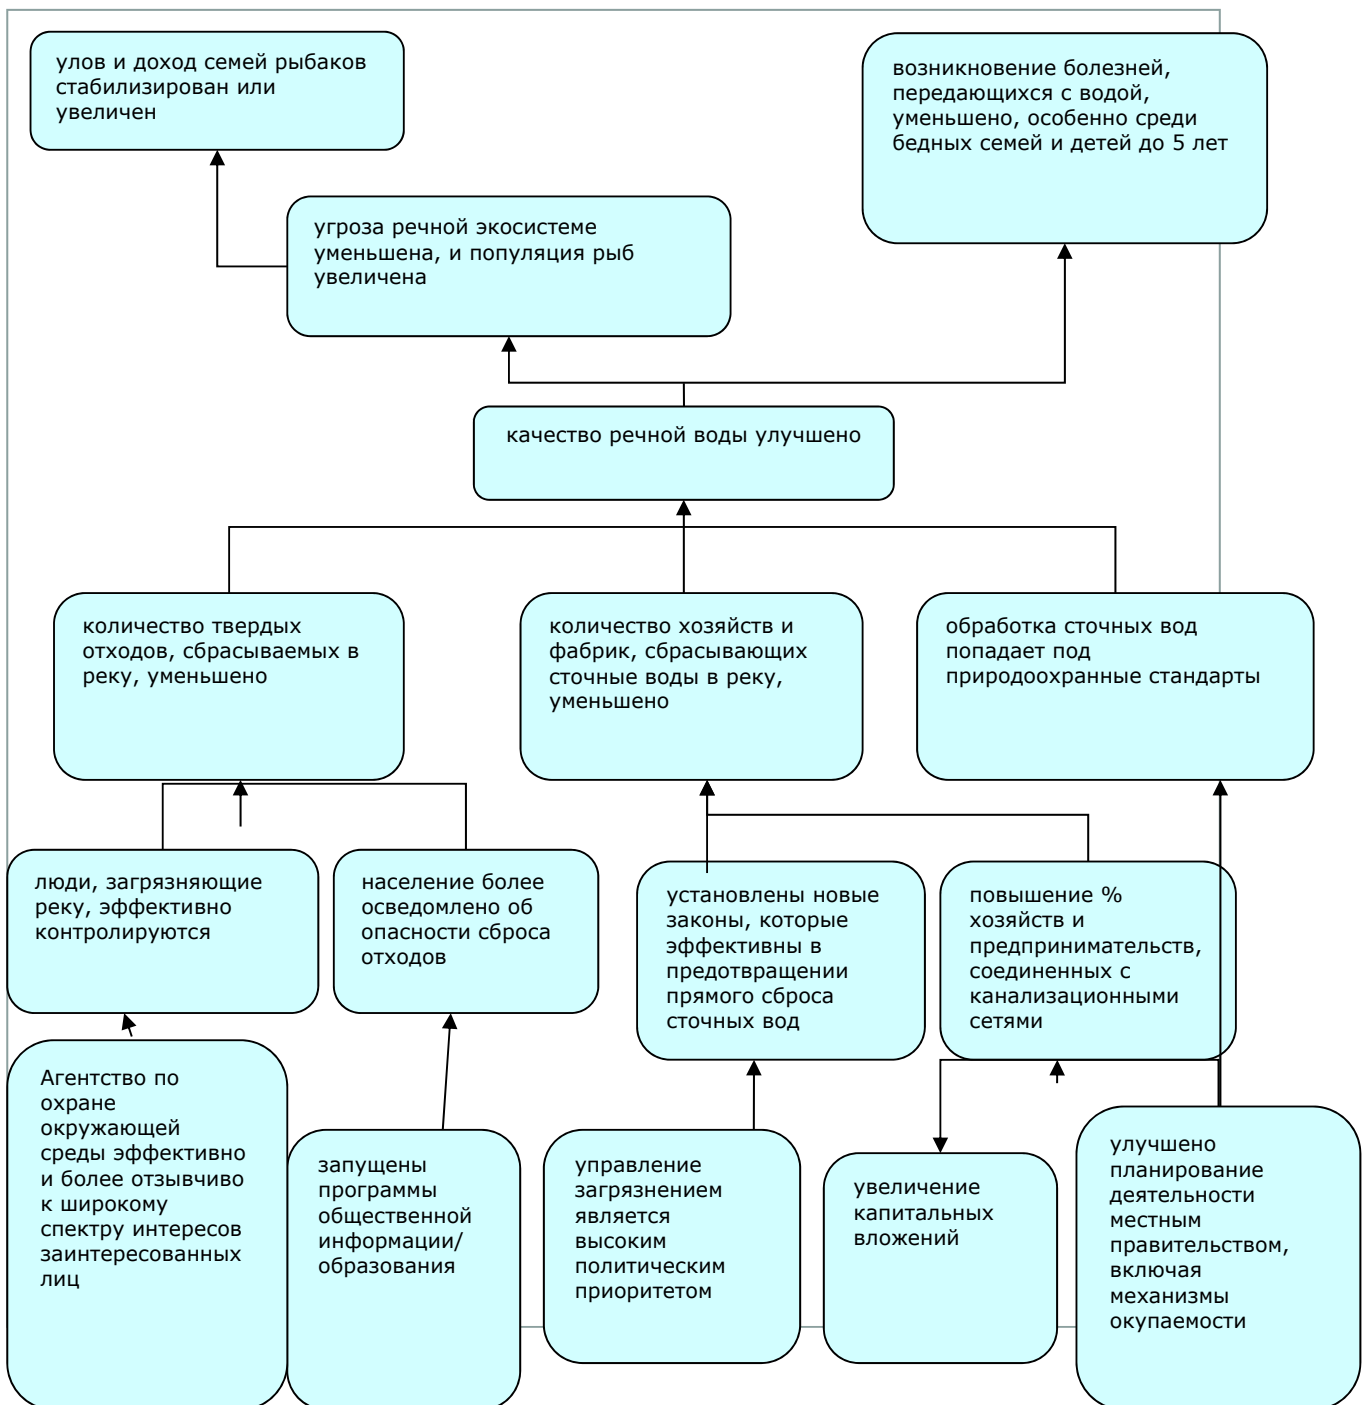 улов и доход семей рыбаков
стабилизирован или
увеличен
возникновение болезней,
передающихся с водой,
уменьшено, особенно среди
бедных семей и детей до 5 лет
угроза речной экосистеме
уменьшена, и популяция рыб
увеличена
качество речной воды улучшено
количество твердых
отходов, сбрасываемых в
реку, уменьшено
количество хозяйств и
фабрик, сбрасывающих
сточные воды в реку,
уменьшено
обработка сточных вод
попадает под
природоохранные стандарты
люди, загрязняющие
реку, эффективно
контролируются
население более
осведомлено об
опасности сброса
отходов
установлены новые
законы, которые
эффективны в
предотвращении
прямого сброса
сточных вод
повышение %
хозяйств и
предпринимательств,
соединенных с
канализационными
сетями
Агентство по
охране
окружающей
среды эффективно
и более отзывчиво
к широкому
спектру интересов
заинтересованных
лиц
запущены
программы
общественной
информации/
образования
управление
загрязнением
является
высоким
политическим
приоритетом
увеличение
капитальных
вложений
улучшено
планирование
деятельности
местным
правительством,
включая
механизмы
окупаемости